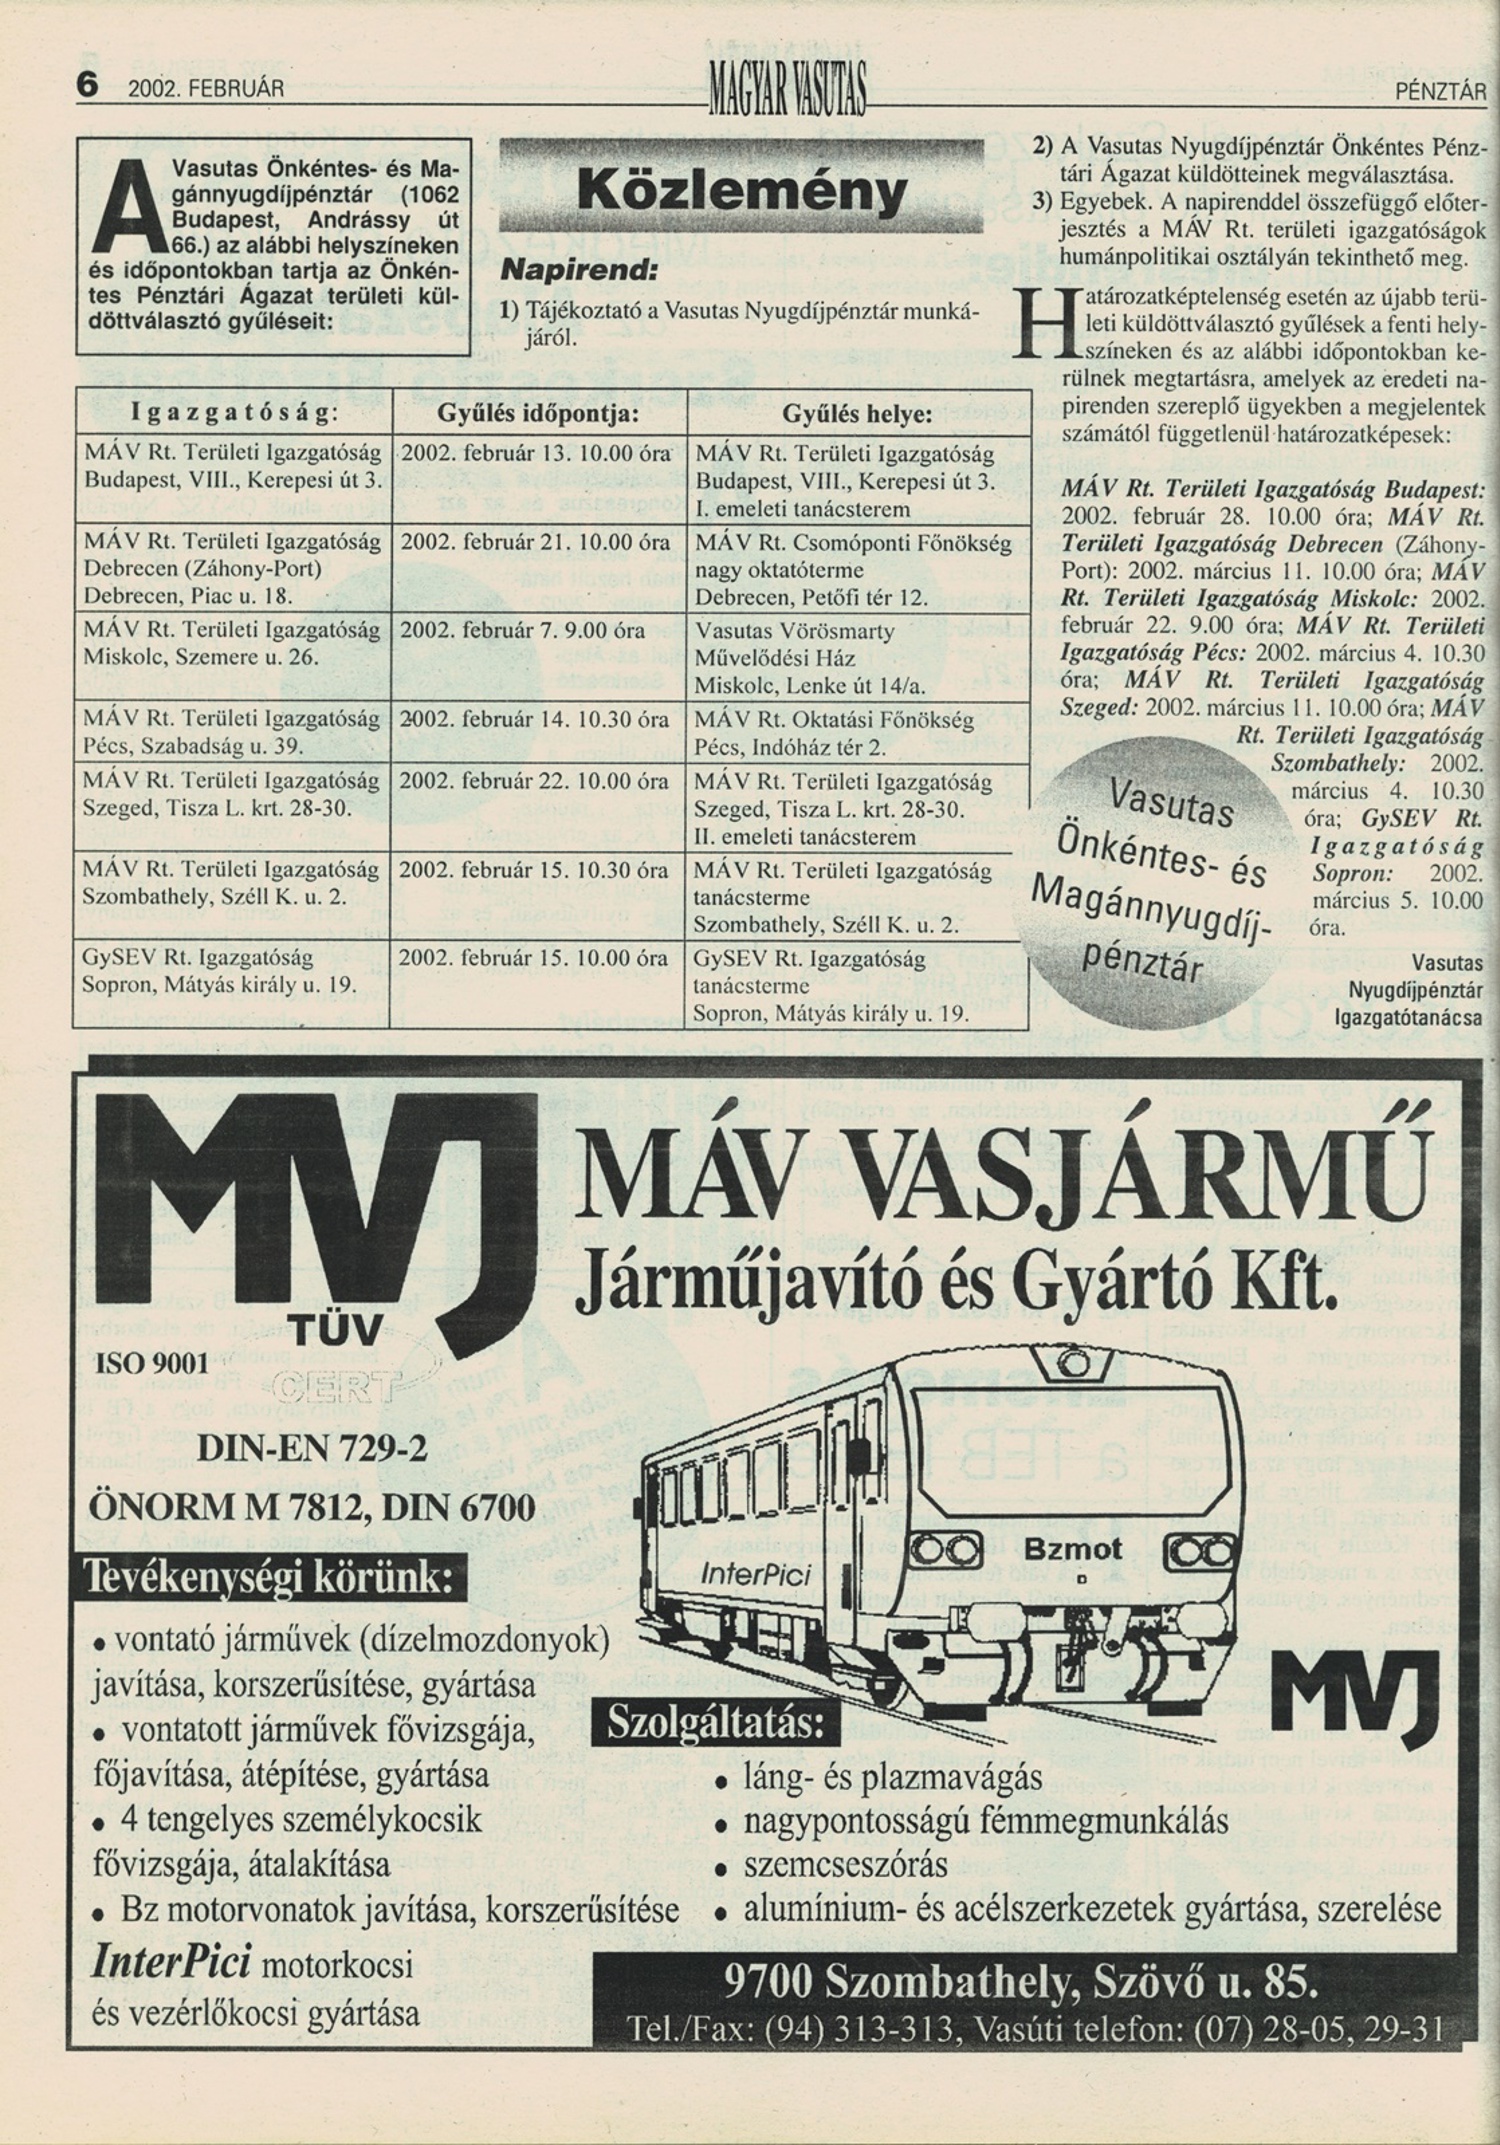 6 2002. FEBRUÁR
MAGYAR VASUTAS
PÉNZTÁR
A Vasutas Önkéntes- és Ma-
gánnyugdíjpénztár (1062
Budapest, Andrássy út
66.) az alábbi helyszíneken
és időpontokban tartja az Önkén-
tes Pénztári Ágazat területi kül-
döttválasztó gyűléseit:
Közlemény
Napirend:
1) Tájékoztató a Vasutas Nyugdíjpénztár munká-
járól.
2) A Vasutas Nyugdíjpénztár Önkéntes Pénz-
tári Ágazat küldötteinek megválasztása.
3) Egyebek. A napirenddel összefüggő előter-
jesztés a MÁV Rt. területi igazgatóságok
humánpolitikai osztályán tekinthető meg.
Határozatképtelenség esetén az újabb terü-
leti küldöttválasztó gyűlések a fenti hely-
színeken és az alábbi időpontokban ke-
rülnek megtartásra, amelyek az eredeti na-
pirenden szereplő ügyekben a megjelentek
számától függetlenül határozatképesek:
MÁV Rt. Területi Igazgatóság Budapest:
2002. február 28. 10.00 óra; MÁV Rt.
Területi Igazgatóság Debrecen (Záhony-
Port): 2002. március 11. 10.00 óra; MÁV
Rt. Területi Igazgatóság Miskolc: 2002.
február 22. 9.00 óra; MÁV Rt. Területi
Igazgatóság Pécs: 2002. március 4. 10.30
óra; MÁV Rt. Területi Igazgatóság
Szeged: 2002. március 11. 10.00 óra; MÁV
Rt. Területi Igazgatóság
Szombathely: 2002.
március 4. 10.30
óra; GySEV Rt.
Igazgatóság
Sopron: 2002.
március 5. 10.00
óra.
Vasutas
Nyugdíjpénztár
Igazgatótanácsa
Igazgatóság: Gyűlés időpontja: Gyűlés helye:
MÁV Rt. Területi Igazgatóság 2002. február 13. 10.00 óra MÁV Rt. Területi Igazgatóság
Budapest, VIII., Kerepesi út 3. Budapest, VIII., Kerepesi út 3.
I. emeleti tanácsterem
MÁV Rt. Területi Igazgatóság 2002. február 21. 10.00 óra MÁV Rt. Csomóponti Főnökség
Debrecen (Záhony-Port) nagy oktatóterme
Debrecen, Piac u. 18. Debrecen, Petőfi tér 12.
MÁV Rt. Területi Igazgatóság 2002. február 7. 9.00 óra Vasutas Vörösmarty
Miskolc, Szemere u. 26. Művelődési Ház
Miskolc, Lenke út 14/a.
MÁV Rt. Területi Igazgatóság 2002. február 14. 10.30 óra MÁV Rt. Oktatási Főnökség
Pécs, Szabadság u. 39. Pécs, Indóház tér 2.
MÁV Rt. Területi Igazgatóság 2002. február 22. 10.00 óra MÁV Rt. Területi Igazgatóság
Szeged, Tisza L. krt. 28-30. Szeged, Tisza L. krt. 28-30.
II. emeleti tanácsterem
MÁV Rt. Területi Igazgatóság 2002. február 15. 10.30 óra MÁV Rt. Területi Igazgatóság
Szombathely, Széll K. u. 2. tanácsterme
Szombathely, Széll K. u. 2.
GySEV Rt. Igazgatóság 2002. február 15. 10.00 óra GySEV Rt. Igazgatóság
Sopron, Mátyás király u. 19. tanácsterme
Sopron, Mátyás király u. 19.
Vasutas
Önkéntes- és
Magánnyugdíj-
pénztár
MVJ
TÜV
CERT
ISO 9001
DIN-EN 729-2
ÖNORM M 7812, DIN 6700
MÁV VASJÁRMŰ
Járműjavító és Gyártó Kft.
InterPici
Bzmot
MVJ
Tevékenységi körünk:
• vontató járművek (dízelmozdonyok)
javítása, korszerűsítése, gyártása
• vontatott járművek fővizsgája,
főjavítása, átépítése, gyártása
• 4 tengelyes személykocsik
fővizsgája, átalakítása
• Bz motorvonatok javítása, korszerűsítése
InterPici motorkocsi
és vezérlőkocsi gyártása
Szolgáltatás:
• láng- és plazmavágás
• nagypontosságú fémmegmunkálás
• szemcseszórás
• alumínium- és acélszerkezetek gyártása, szerelése
9700 Szombathely, Szövő u. 85.
Tel./Fax: (94) 313-313, Vasúti telefon: (07) 28-05, 29-31